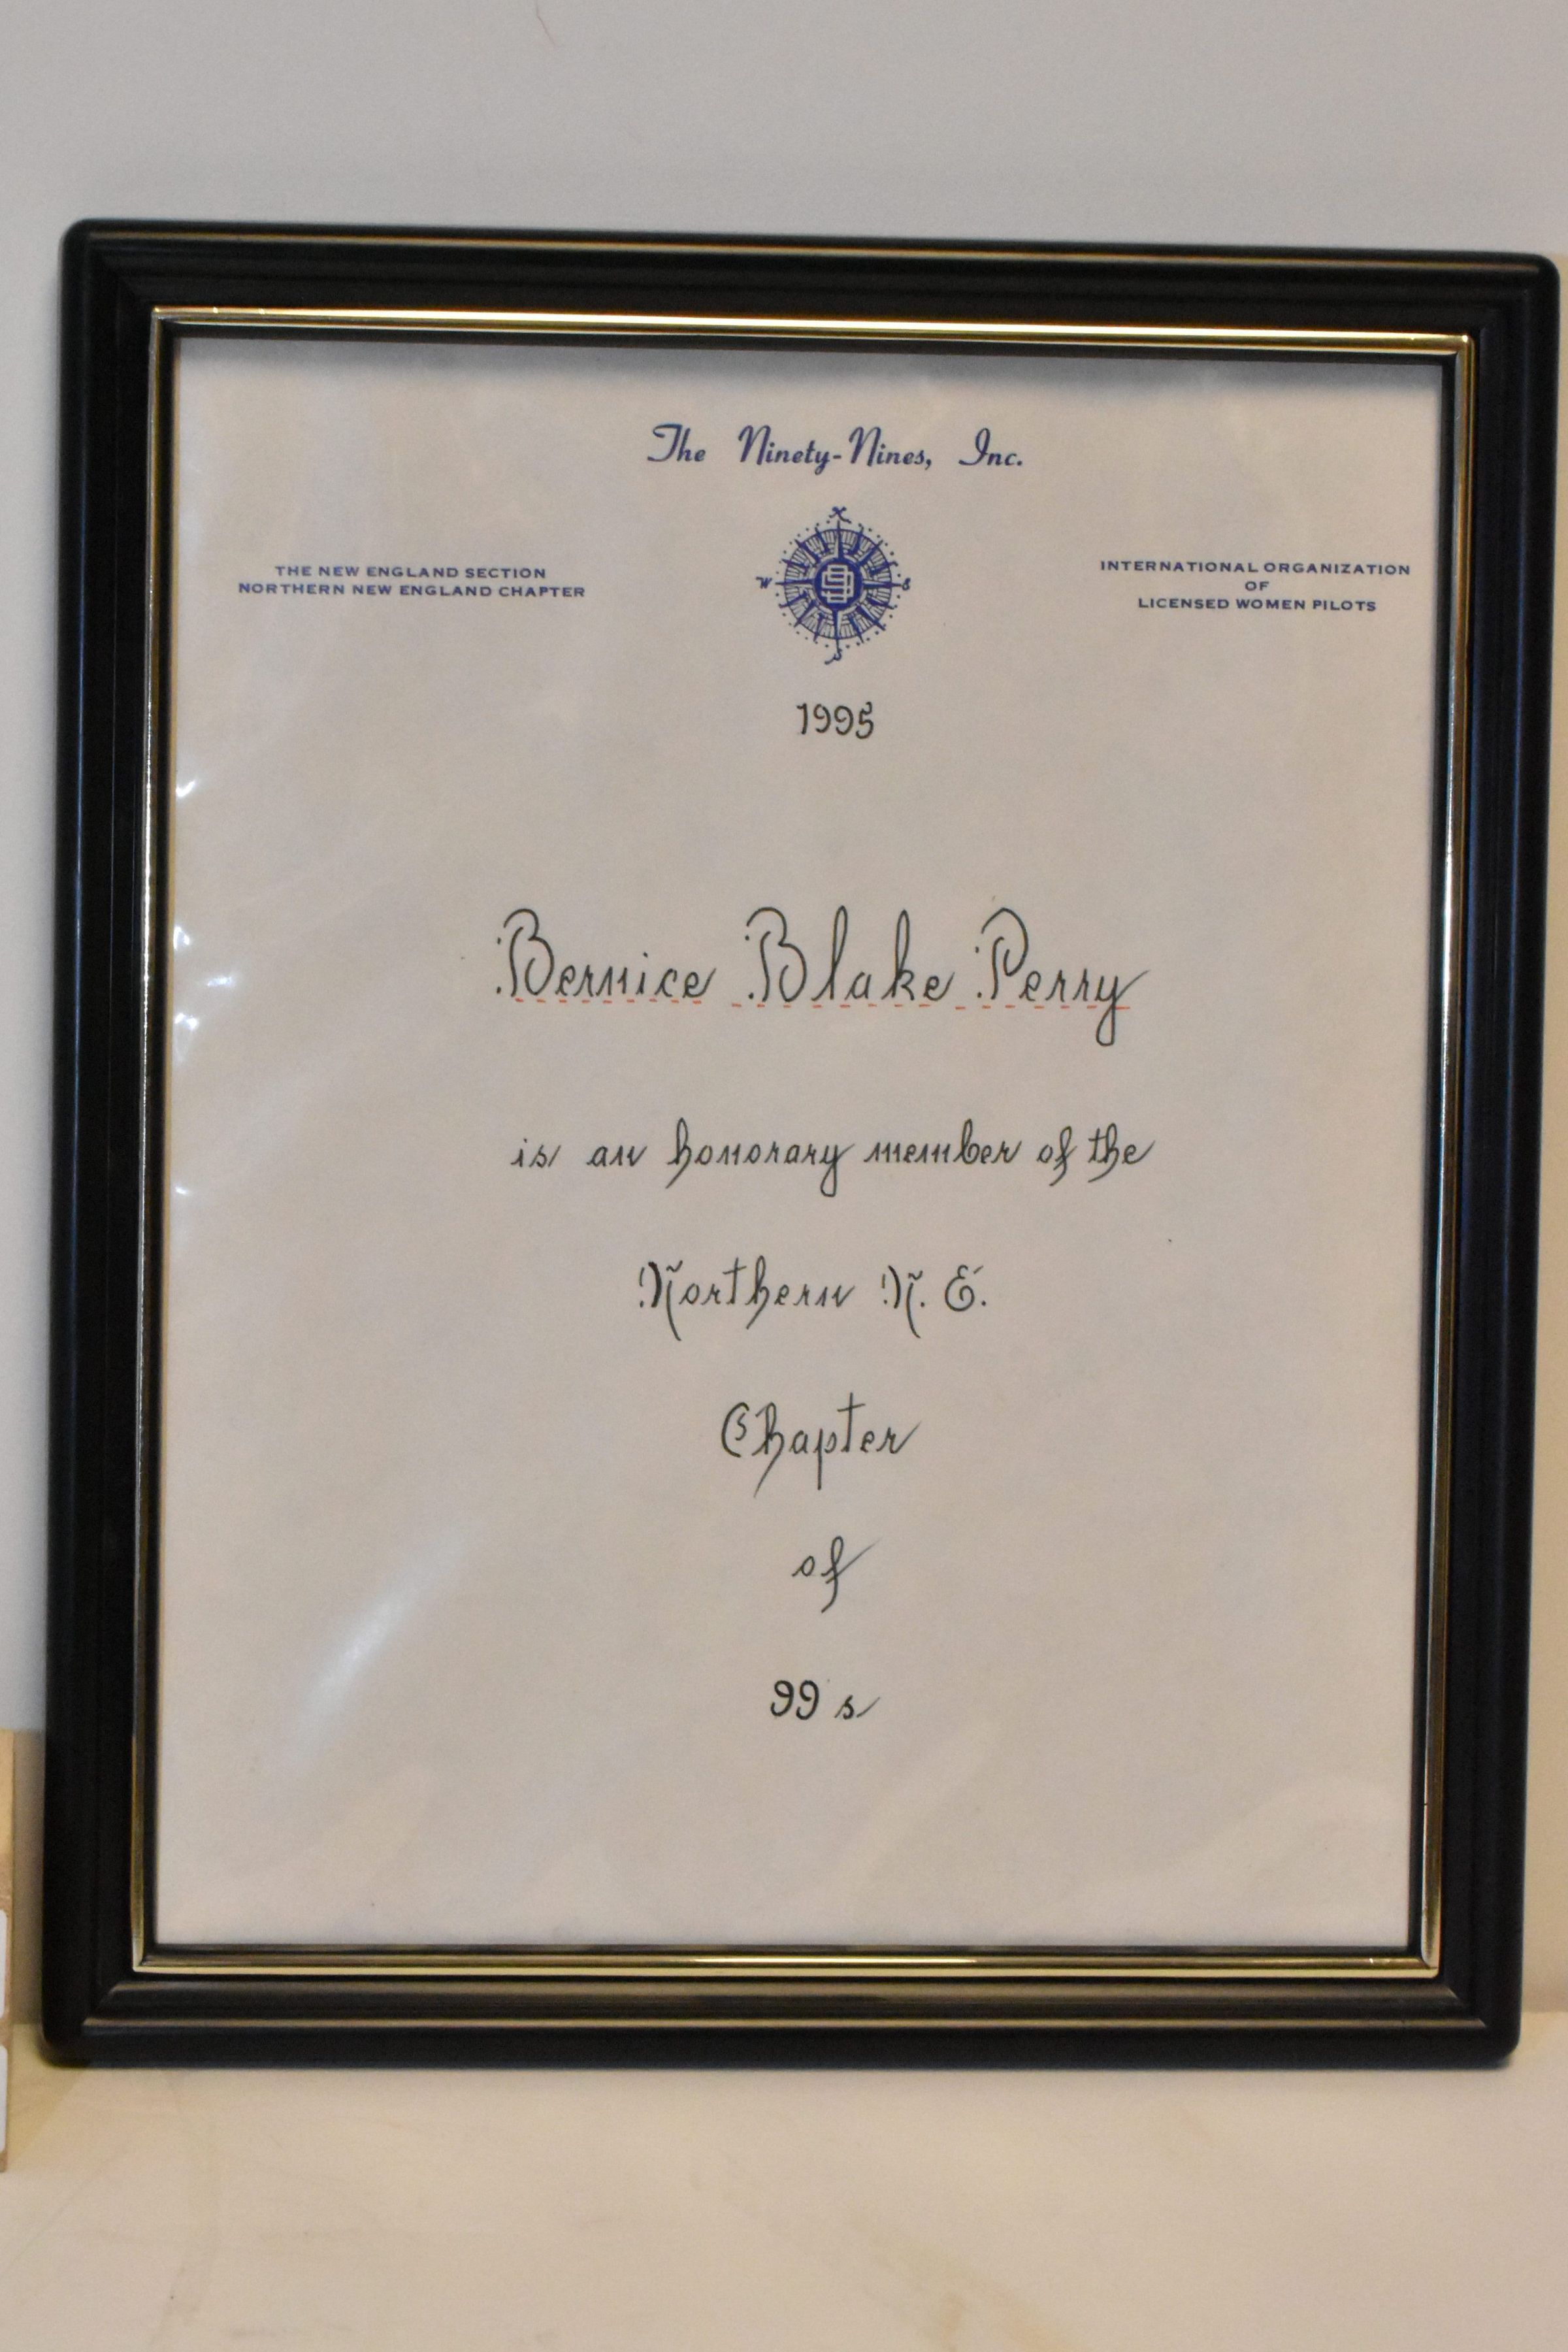 The Ninety-Nines, Inc.
THE NEW ENGLAND SECTION
NORTHERN NEW ENGLAND CHAPTER
99
W
S
INTERNATIONAL ORGANIZATION
OF
LICENSED WOMEN PILOTS
1995
Bernice Blake Perry
is an honorary member of the
Northern N. E.
Chapter
of
99 s